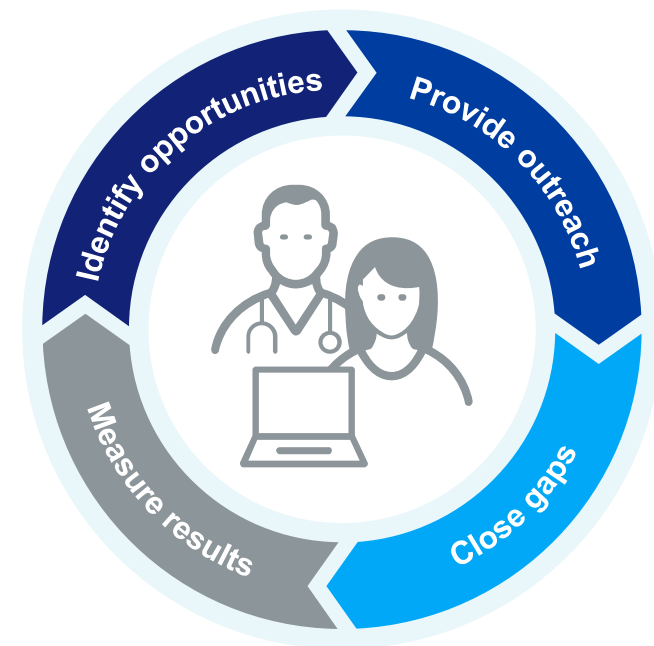 Identify opportunities
Provide outreach
Close gaps
Measure results